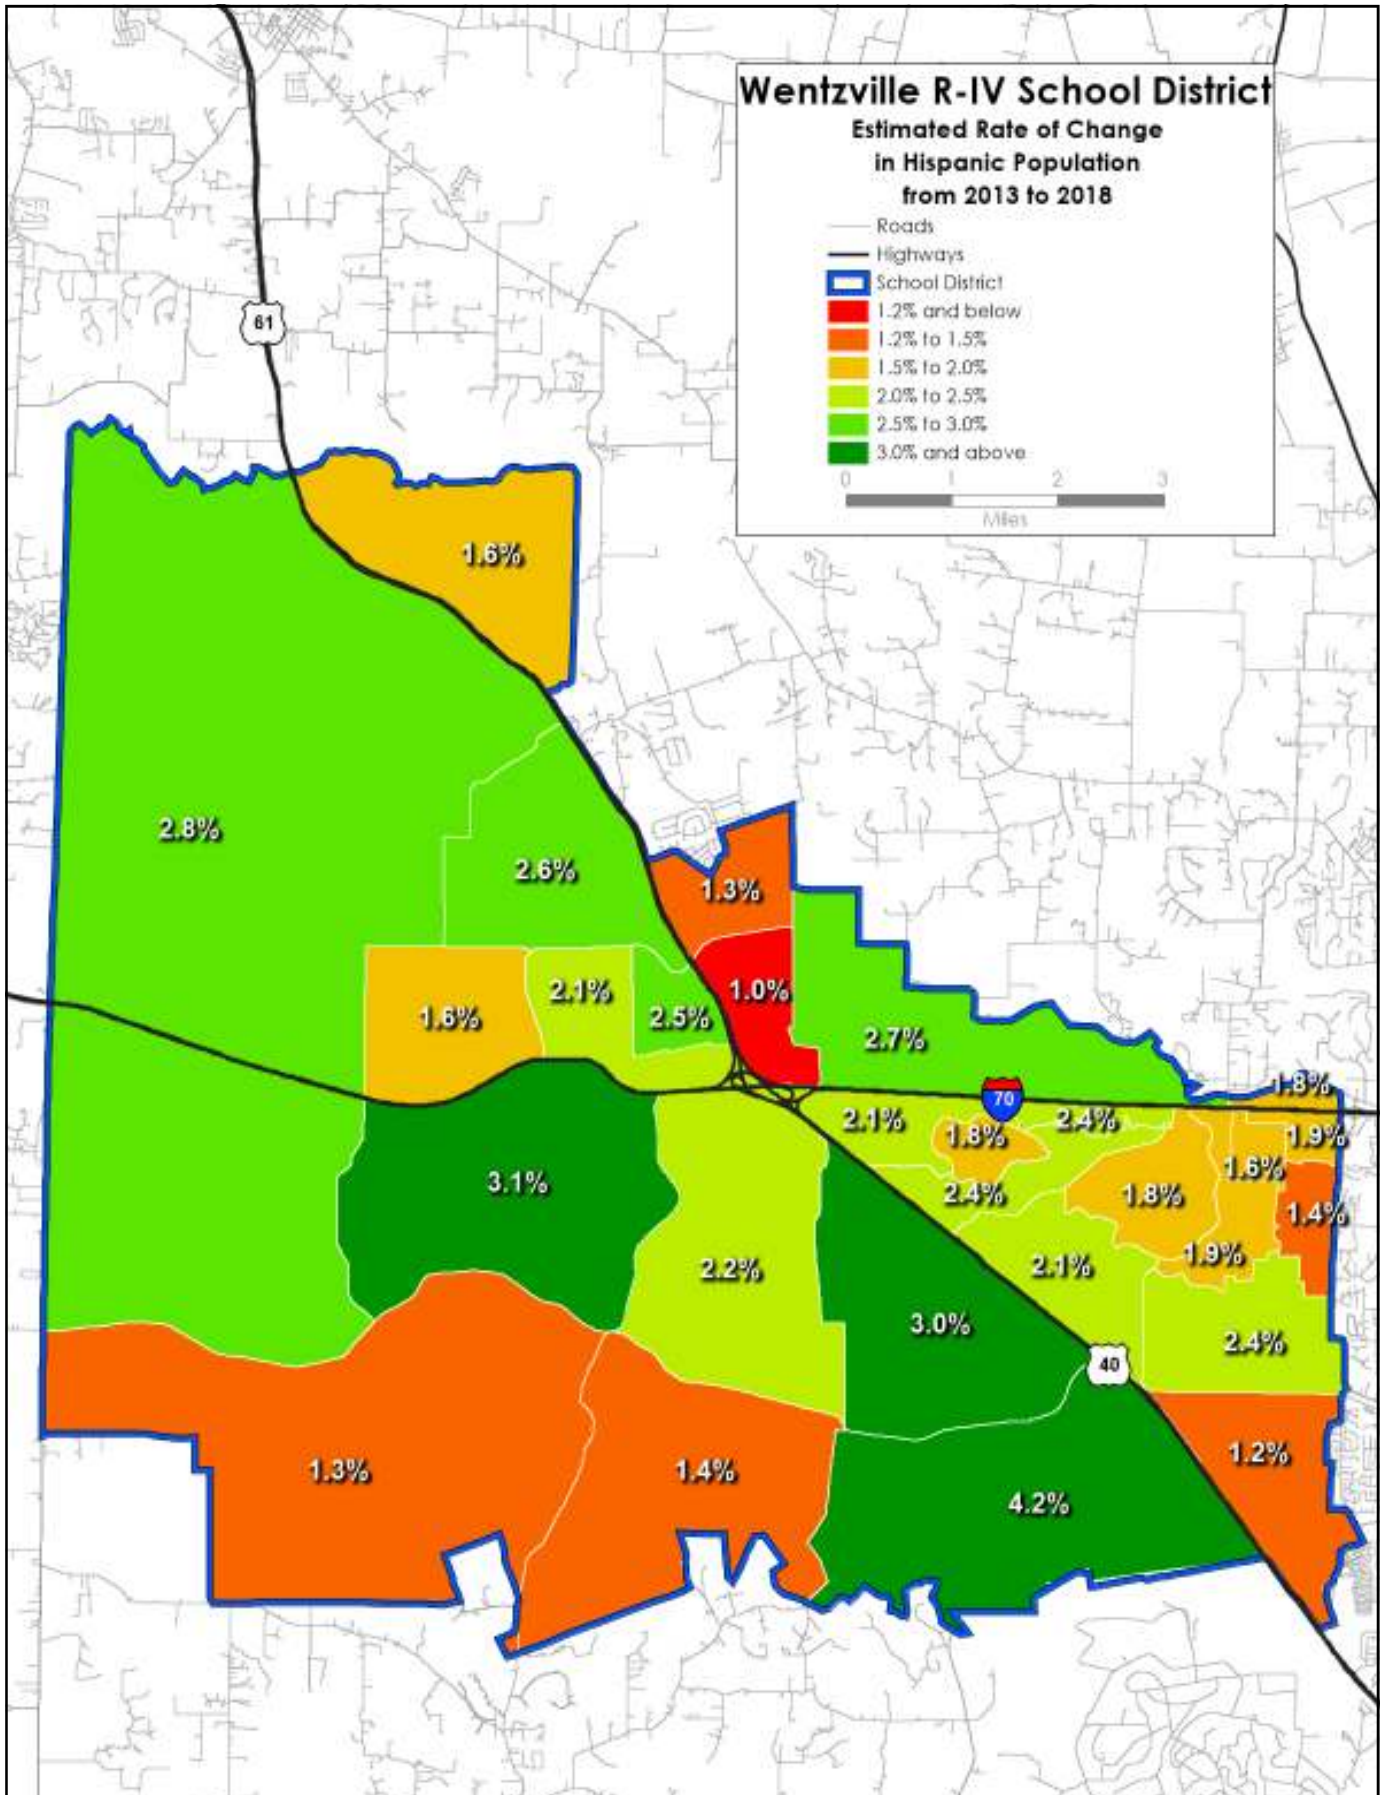 Wentzville R-IV School District
Estimated Rate of Change
in Hispanic Population
from 2013 to 2018
Roads
Highways
School District
1.2% and below
1.2% to 1.5%
1.5% to 2.0%
2.0% to 2.5%
2.5% to 3.0%
3.0% and above
0 1 2 3
Miles
61
1.6%
2.8%
2.6%
1.3%
1.6%
2.1%
2.5%
1.0%
2.7%
1.8%
70
2.1%
1.8%
2.4%
1.9%
1.6%
3.1%
2.4%
1.8%
1.4%
2.2%
2.1%
1.9%
3.0%
2.4%
40
1.3%
1.4%
4.2%
1.2%